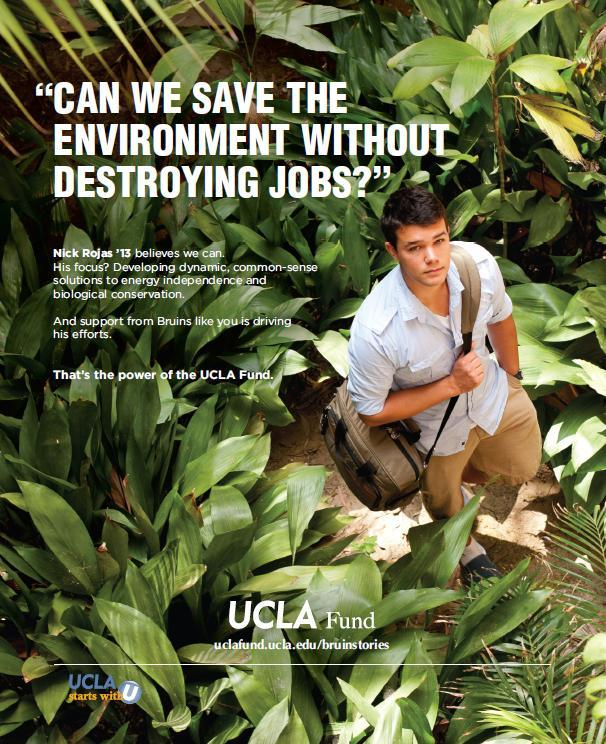 “CAN WE SAVE THE
ENVIRONMENT WITHOUT
DESTROYING JOBS?”
Nick Rojas ’13 believes we can.
His focus? Developing dynamic, common-sense
solutions to energy independence and
biological conservation.
And support from Bruins like you is driving
his efforts.
That’s the power of the UCLA Fund.
UCLA Fund
uclafund.ucla.edu/bruinstories
UCLA
starts with U